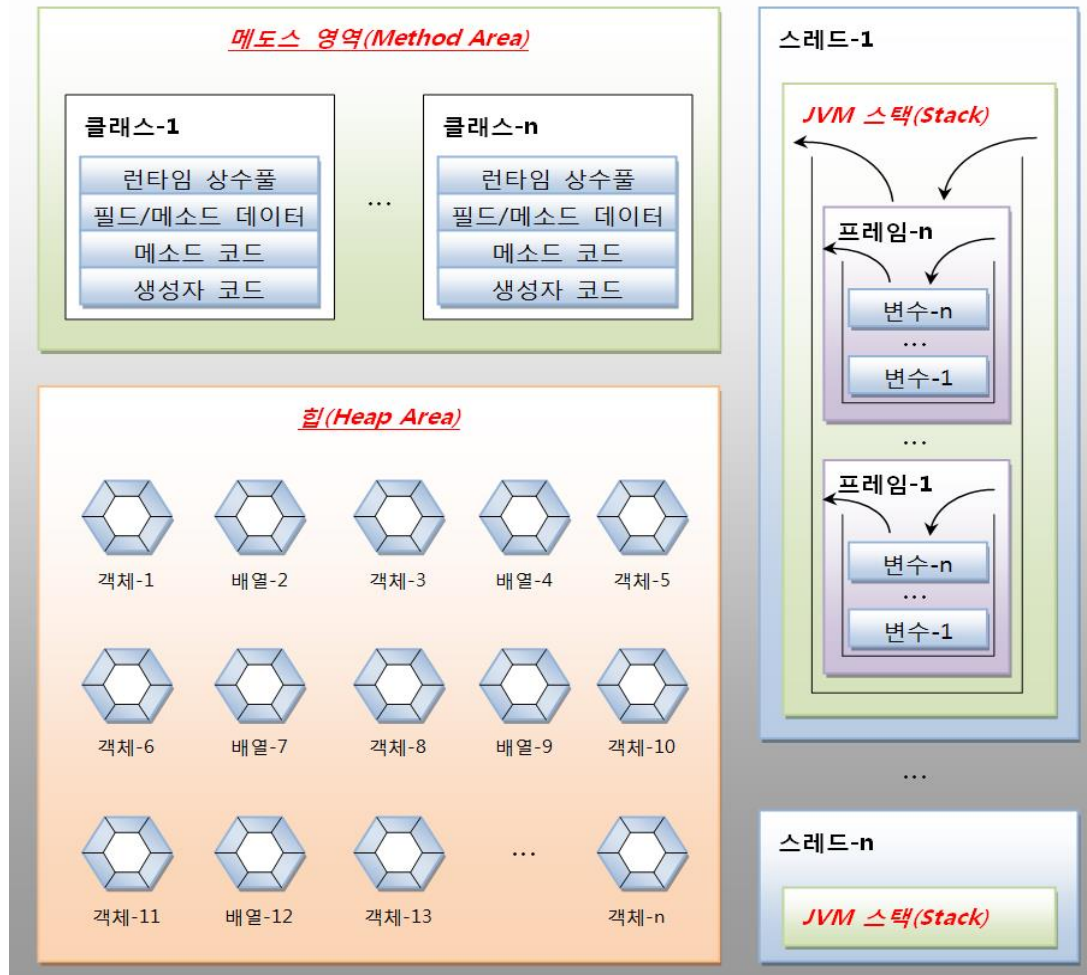 메도스 영역(Method Area)
클래스-1
런타임 상수풀
필드/메소드 데이터
메소드 코드
생성자 코드
...
클래스-n
런타임 상수풀
필드/메소드 데이터
메소드 코드
생성자 코드
힙(Heap Area)
객체-1
배열-2
객체-3
배열-4
객체-5
객체-6
배열-7
객체-8
배열-9
객체-10
객체-11
배열-12
객체-13
...
객체-n
스레드-1
JVM 스택(Stack)
프레임-n
변수-n
...
변수-1
...
프레임-1
변수-n
...
변수-1
...
스레드-n
JVM 스택(Stack)